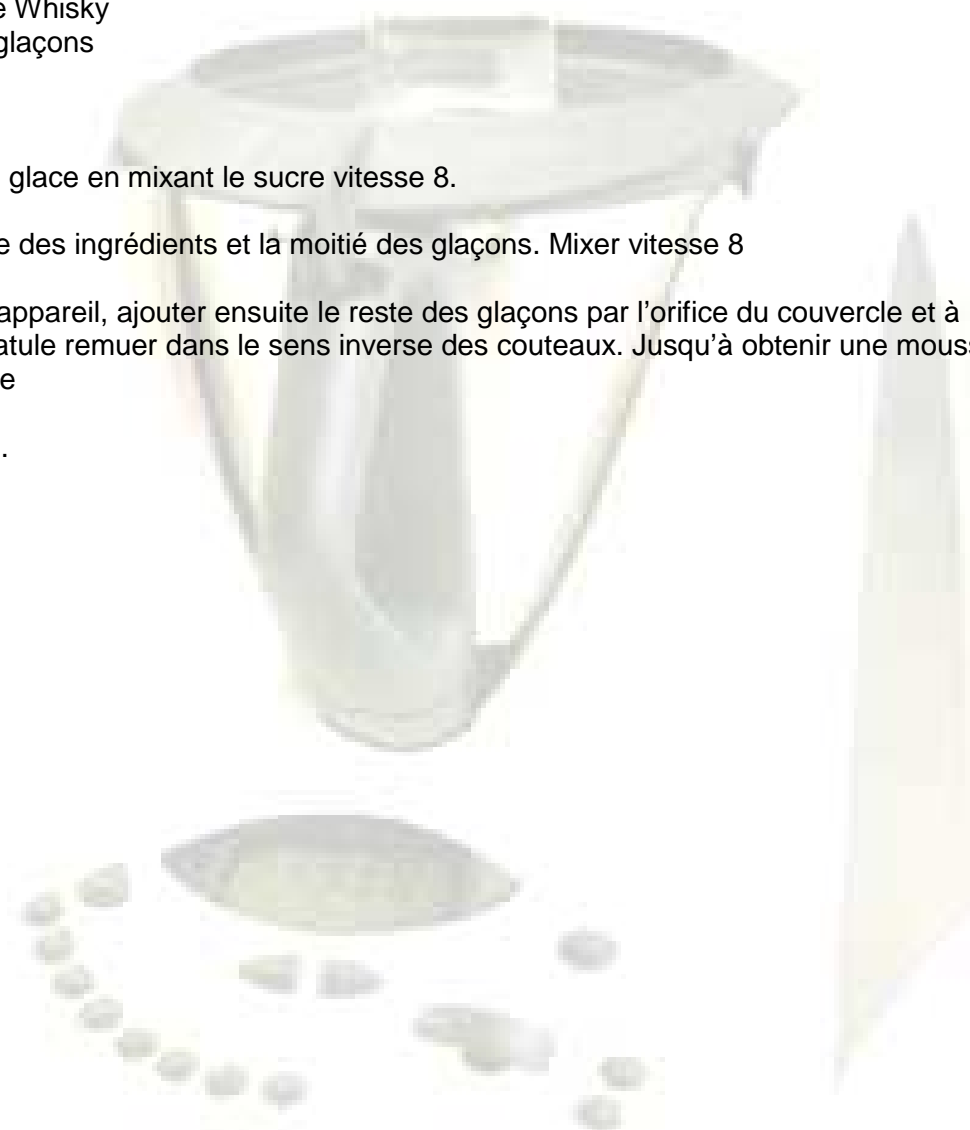 e Whisky
glaçons
glace en mixant le sucre vitesse 8.
e des ingrédients et la moitié des glaçons. Mixer vitesse 8
appareil, ajouter ensuite le reste des glaçons par l'orifice du couvercle et à
atule remuer dans le sens inverse des couteaux. Jusqu'à obtenir une mouss
e
.